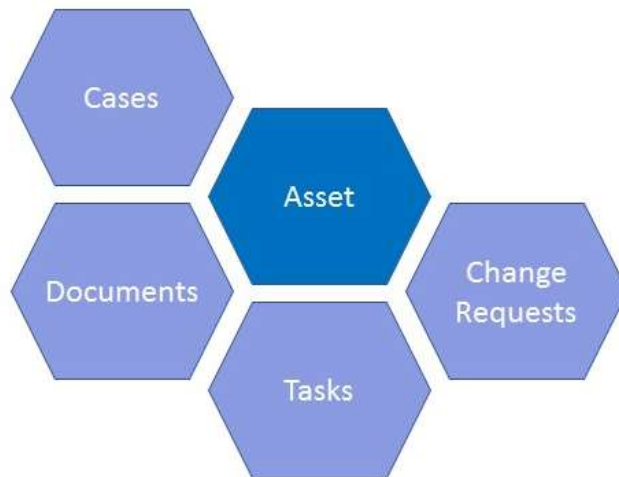 Cases
Asset
Documents
Change
Requests
Tasks